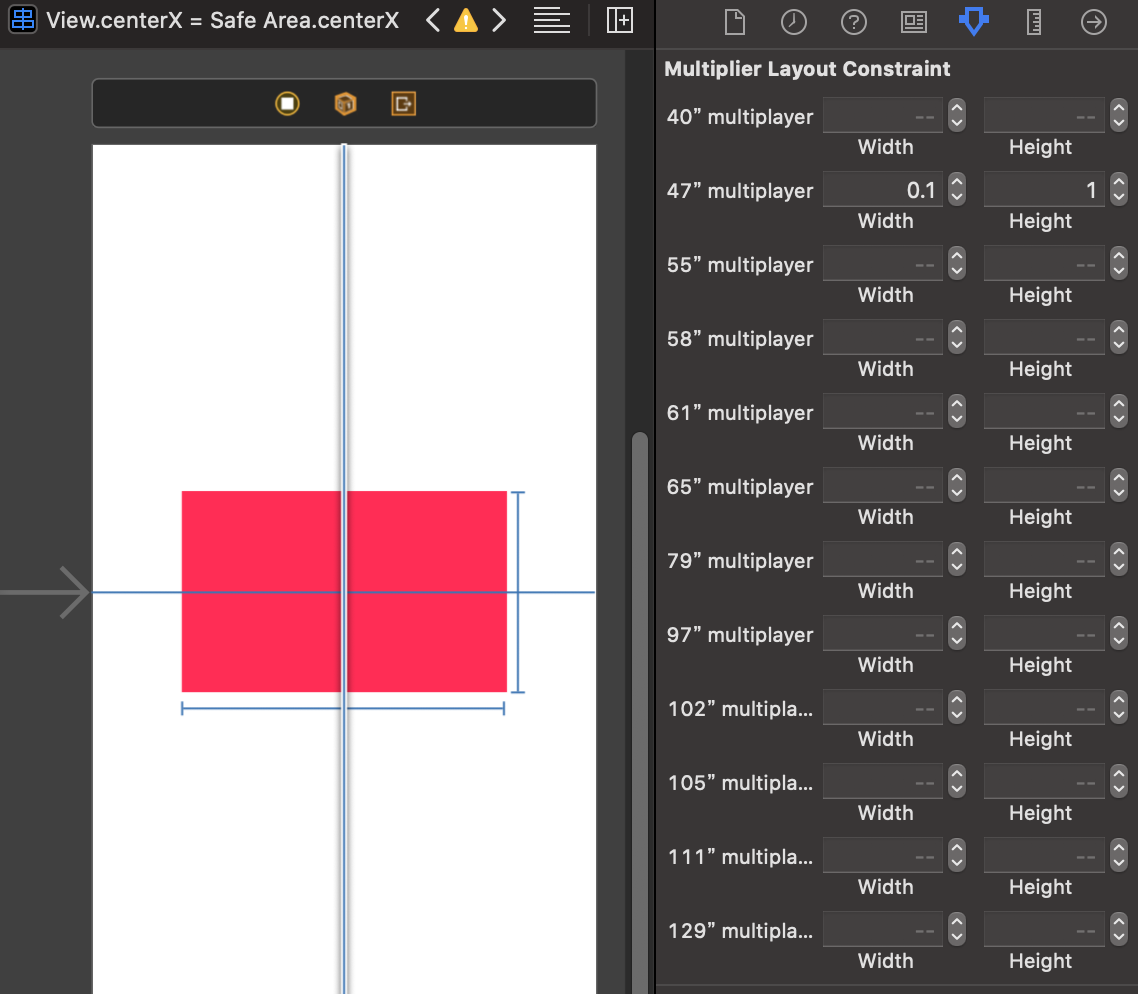 View.centerX = Safe Area.centerX
Multiplier Layout Constraint
40” multiplayer -- --
Width Height
47” multiplayer 0.1 1
Width Height
55” multiplayer -- --
Width Height
58” multiplayer -- --
Width Height
61” multiplayer -- --
Width Height
65” multiplayer -- --
Width Height
79” multiplayer -- --
Width Height
97” multiplayer -- --
Width Height
102” multipla... -- --
Width Height
105” multipla... -- --
Width Height
111” multipla... -- --
Width Height
129” multipla... -- --
Width Height